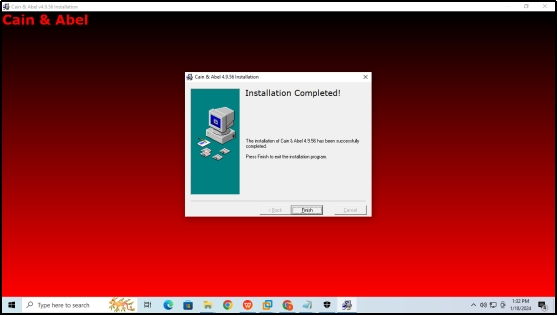 Cain & Abel v4.9.56 Installation
Cain & Abel
Cain & Abel 4.9.56 Installation
Installation Completed!
The installation of Cain & Abel 4.9.56 has been successfully
completed.
Press Finish to exit the installation program.
< Back
Finish
Cancel
Type here to search
1:02 PM
1/18/2024